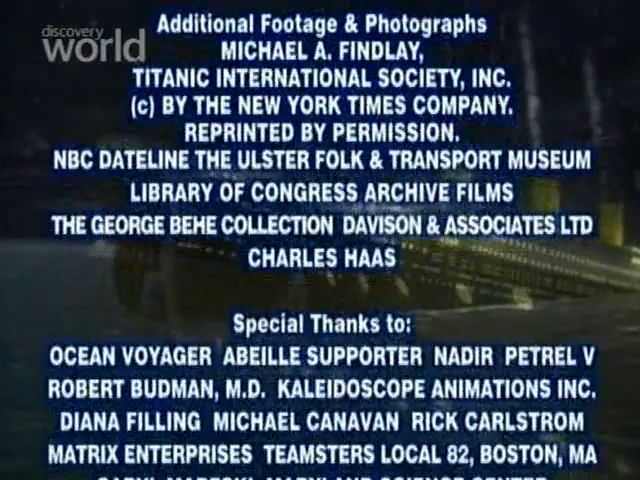 discovery
world
Additional Footage & Photographs
MICHAEL A. FINDLAY,
TITANIC INTERNATIONAL SOCIETY, INC.
(c) BY THE NEW YORK TIMES COMPANY.
REPRINTED BY PERMISSION.
NBC DATELINE THE ULSTER FOLK & TRANSPORT MUSEUM
LIBRARY OF CONGRESS ARCHIVE FILMS
THE GEORGE BEHE COLLECTION DAVISON & ASSOCIATES LTD
CHARLES HAAS
Special Thanks to:
OCEAN VOYAGER ABEILLE SUPPORTER NADIR PETREL V
ROBERT BUDMAN, M.D. KALEIDOSCOPE ANIMATIONS INC.
DIANA FILLING MICHAEL CANAVAN RICK CARLSTROM
MATRIX ENTERPRISES TEAMSTERS LOCAL 82, BOSTON, MA
MARYLAND SCIENCE CENTER